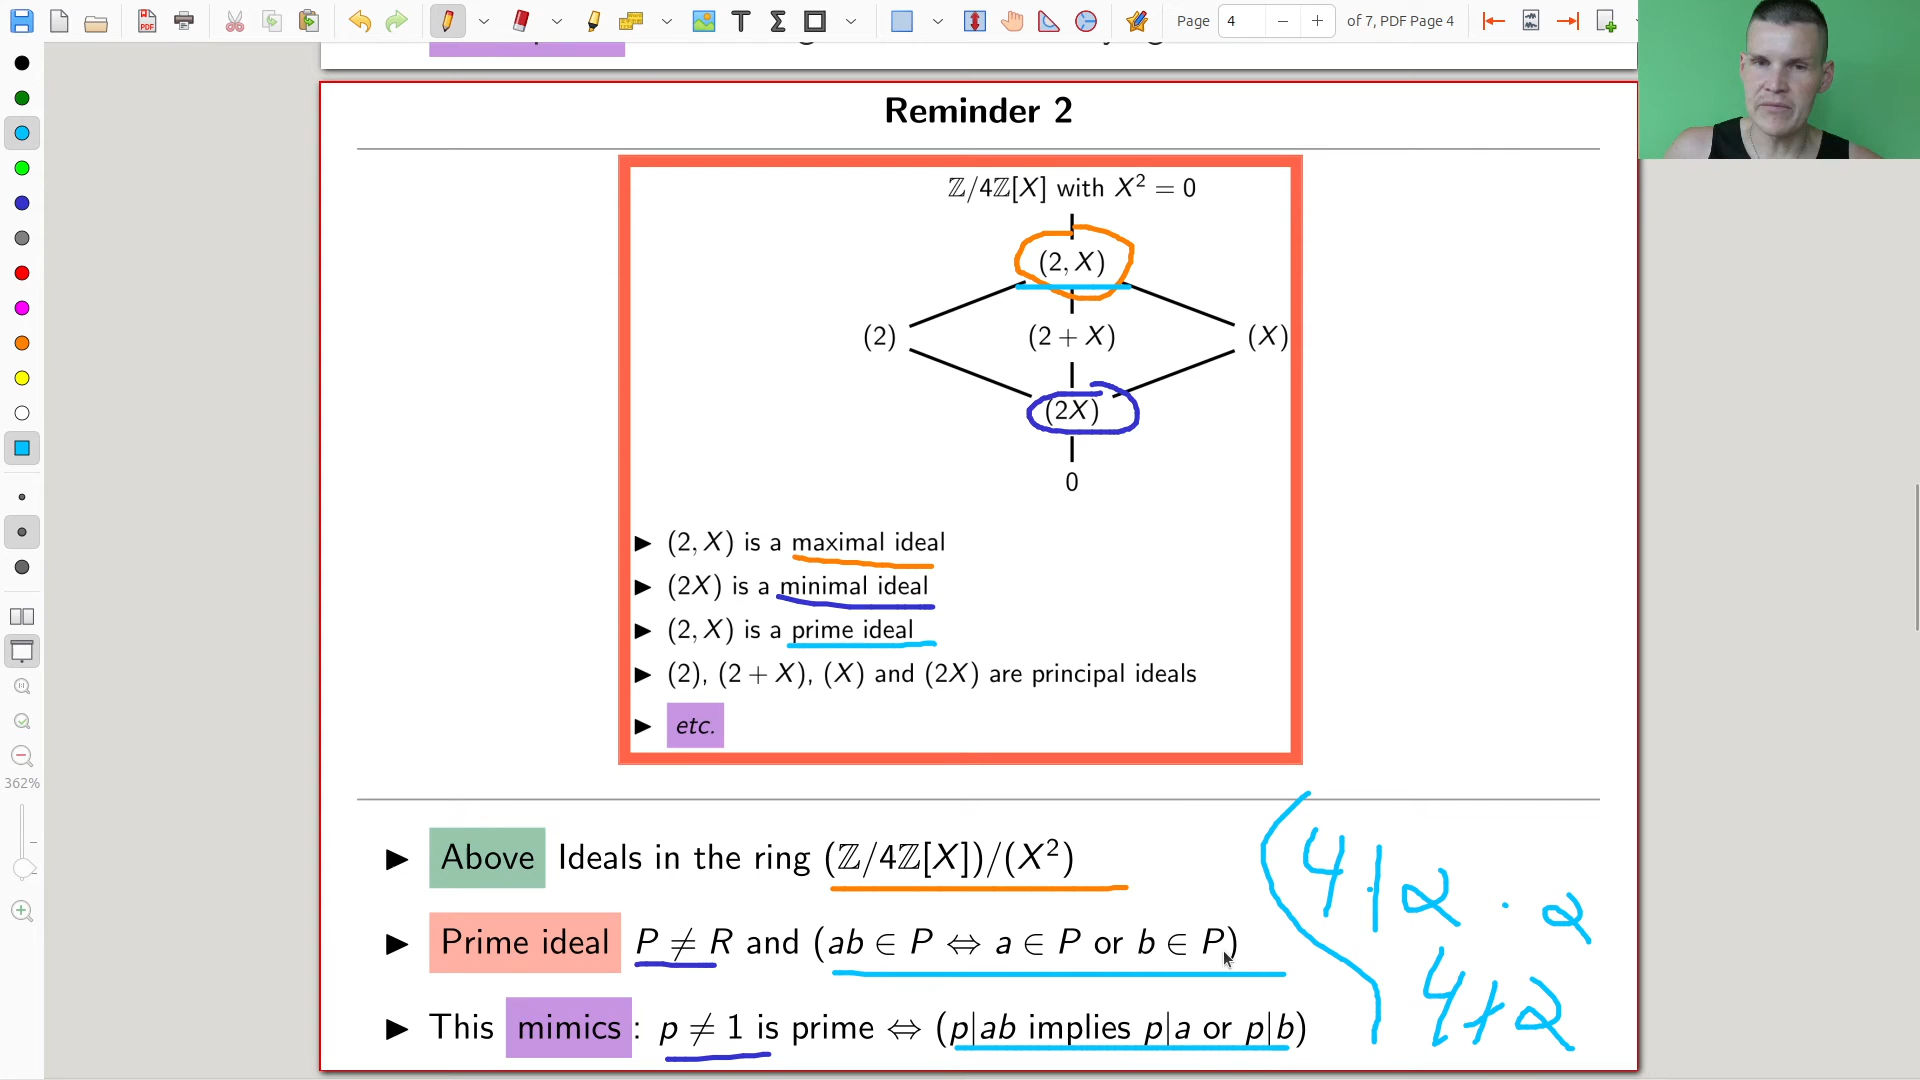 Page 4 of 7, PDF Page 4
Reminder 2
ℤ/4ℤ[X] with X² = 0
(2, X)
(2) (2 + X) (X)
(2X)
0
▶ (2, X) is a maximal ideal
▶ (2X) is a minimal ideal
▶ (2, X) is a prime ideal
▶ (2), (2 + X), (X) and (2X) are principal ideals
▶ etc.
362%
▶ Above Ideals in the ring (ℤ/4ℤ[X])/(X²)
▶ Prime ideal P ≠ R and (ab ∈ P ⇔ a ∈ P or b ∈ P)
▶ This mimics: p ≠ 1 is prime ⇔ (p|ab implies p|a or p|b)
4|2 · 2
4∤2